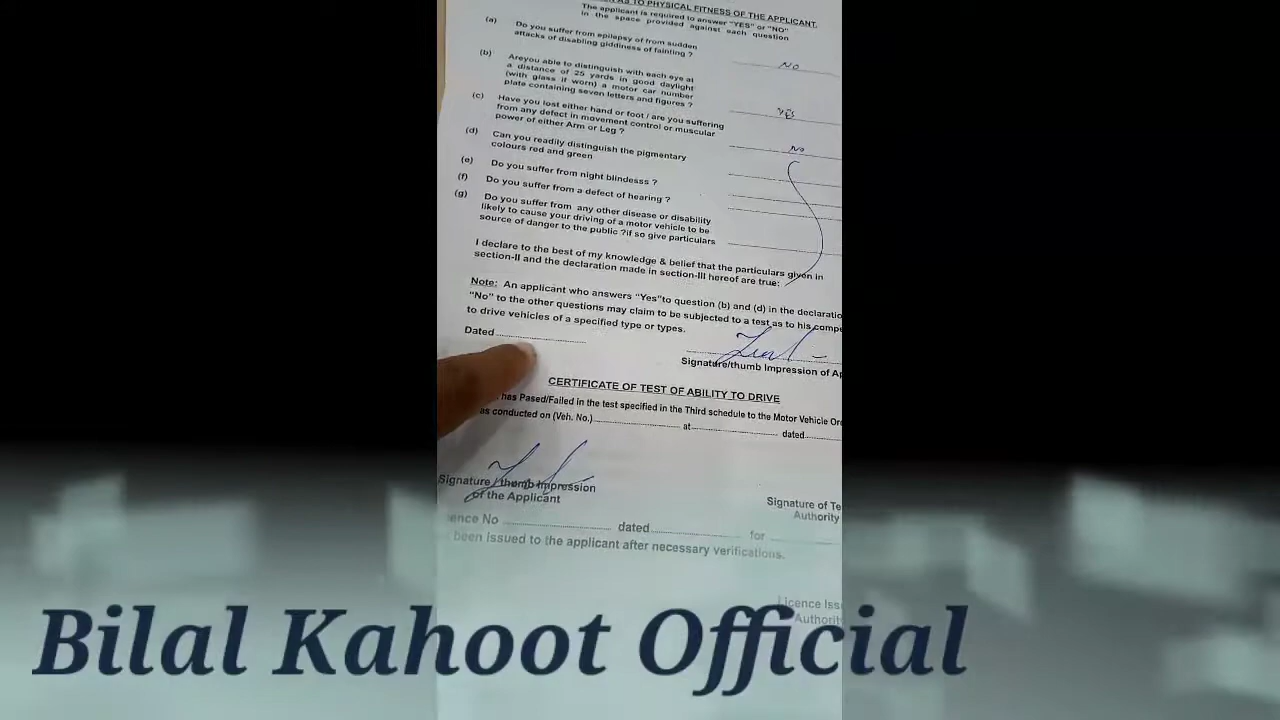 AS TO PHYSICAL FITNESS OF THE APPLICANT.
The applicant is required to answer "YES" or "NO"
in the space provided against each question
(a) Do you suffer from epilepsy of from sudden
attacks of disabling giddiness of fainting ?
NO
(b) Areyou able to distinguish with each eye at
a distance of 25 yards in good daylight
(with glass if worn) a motor car number
plate containing seven letters and figures ?
YES
(c) Have you lost either hand or foot / are you suffering
from any defect in movement control or muscular
power of either Arm or Leg ?
NO
(d) Can you readily distinguish the pigmentary
colours red and green
(e) Do you suffer from night blindesss ?
(f) Do you suffer from a defect of hearing ?
(g) Do you suffer from any other disease or disability
likely to cause your driving of a motor vehicle to be
source of danger to the public ?if so give particulars
I declare to the best of my knowledge & belief that the particulars given in
section-II and the declaration made in section-III hereof are true:
Note: An applicant who answers "Yes"to question (b) and (d) in the declaratio
"No" to the other questions may claim to be subjected to a test as to his compe
to drive vehicles of a specified type or types.
Dated
Signature/thumb Impression of Ap
CERTIFICATE OF TEST OF ABILITY TO DRIVE
has Pased/Failed in the test specified in the Third schedule to the Motor Vehicle Or
as conducted on (Veh. No.) at dated
Signature / thomb Impression
of the Applicant
Signature of Te
Authority
ence No dated for
been issued to the applicant after necessary verifications.
Licence Iss
Authorit
Bilal Kahoot Official